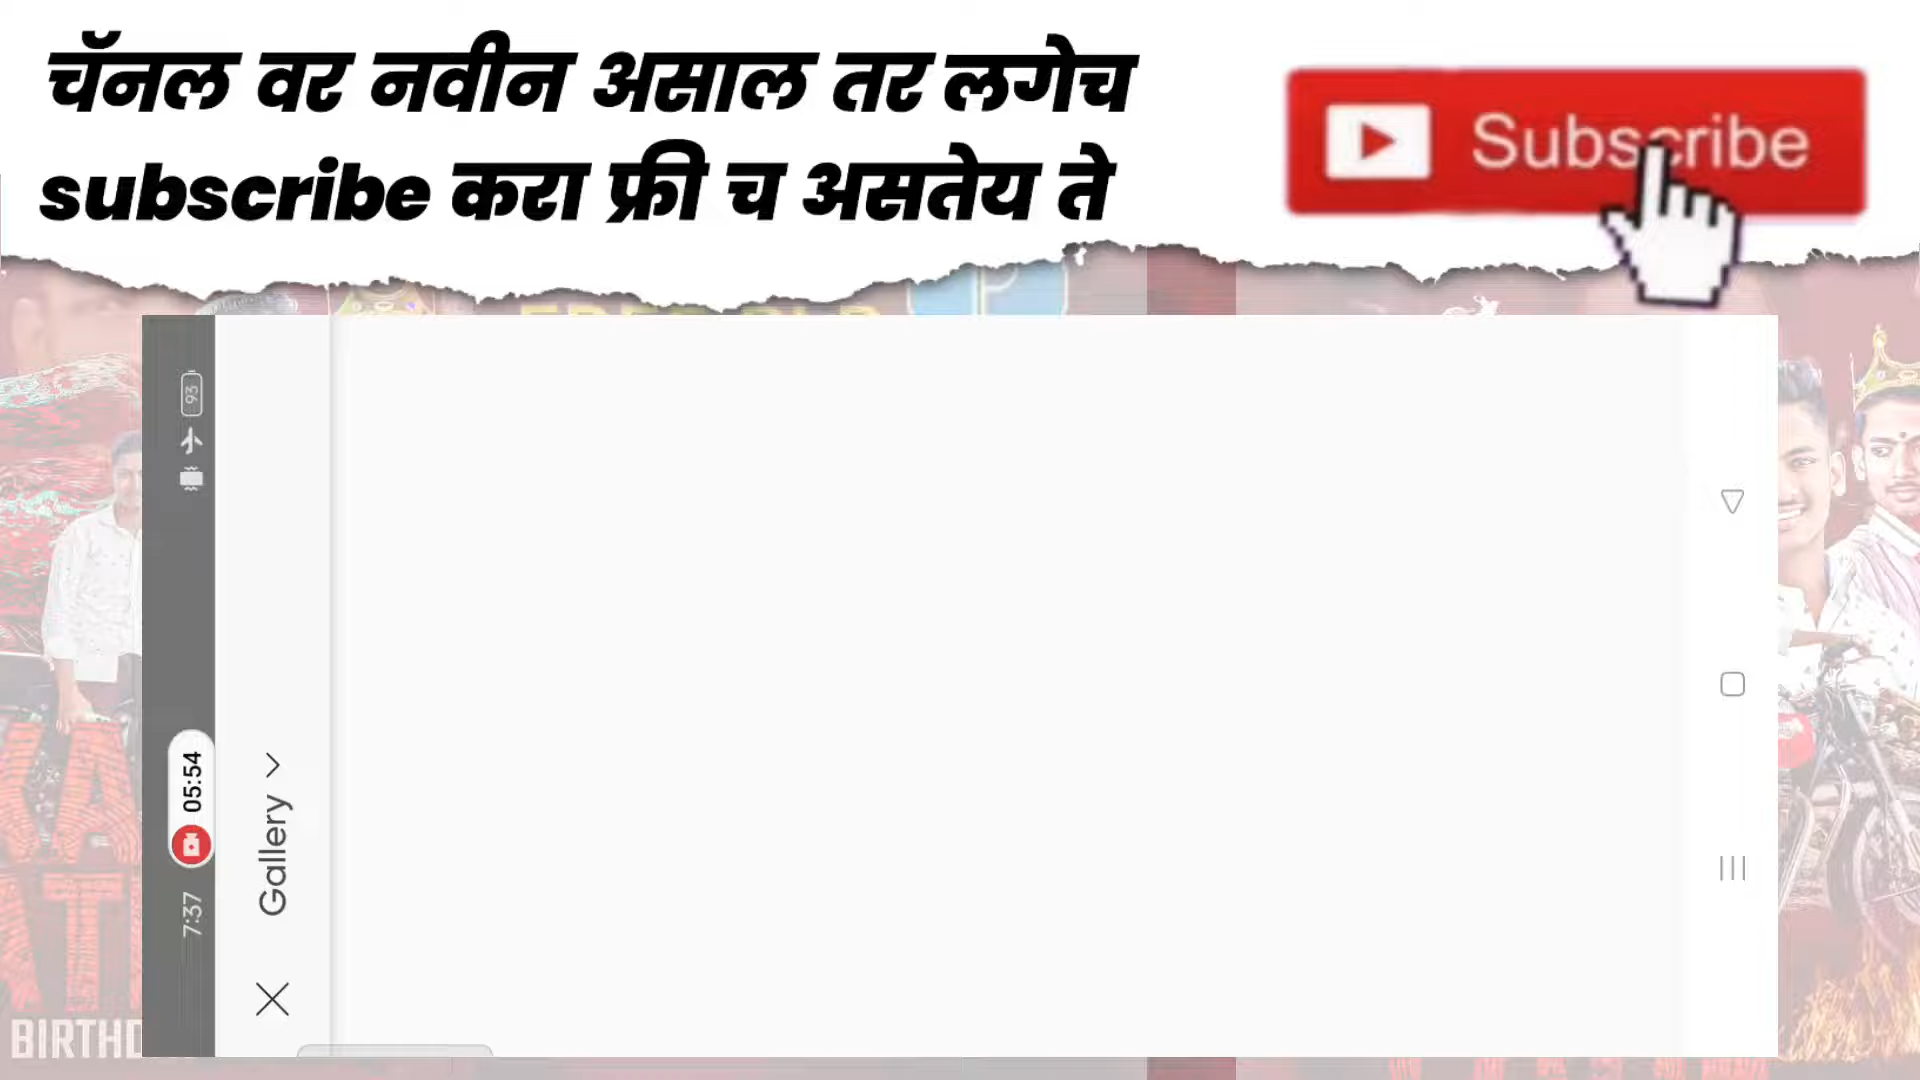 चॅनल वर नवीन असाल तर लगेच
subscribe करा फ्री च असतेय ते
Subscribe
93
05:54
7:37
Gallery
BIRTHD